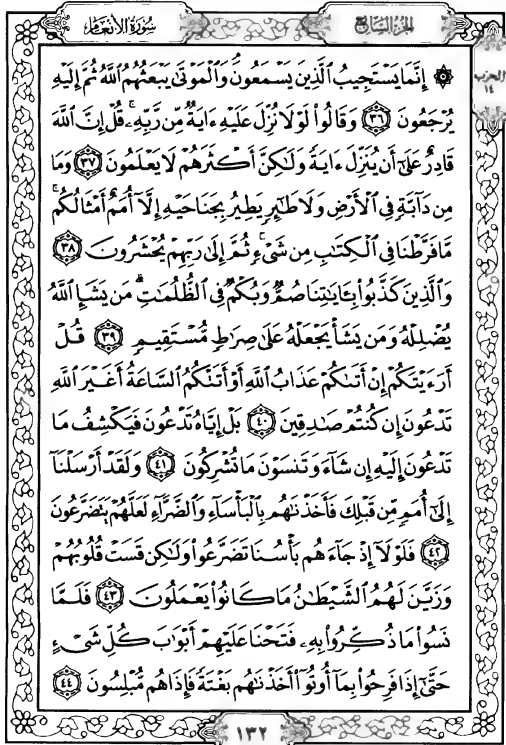 سُورَةُ الأَنْعَامِ الجُزْءُ السَّابِعُ
الحزب
١٤
۞ إِنَّمَا يَسْتَجِيبُ ٱلَّذِينَ يَسْمَعُونَۘ وَٱلْمَوْتَىٰ يَبْعَثُهُمُ ٱللَّهُ ثُمَّ إِلَيْهِ
يُرْجَعُونَ ٣٦ وَقَالُوا۟ لَوْلَا نُزِّلَ عَلَيْهِ ءَايَةٌ مِّن رَّبِّهِۦۚ قُلْ إِنَّ ٱللَّهَ
قَادِرٌ عَلَىٰٓ أَن يُنَزِّلَ ءَايَةً وَلَٰكِنَّ أَكْثَرَهُمْ لَا يَعْلَمُونَ ٣٧ وَمَا
مِن دَآبَّةٍ فِى ٱلْأَرْضِ وَلَا طَٰٓئِرٍ يَطِيرُ بِجَنَاحَيْهِ إِلَّآ أُمَمٌ أَمْثَالُكُمۚ
مَّا فَرَّطْنَا فِى ٱلْكِتَٰبِ مِن شَىْءٍۚ ثُمَّ إِلَىٰ رَبِّهِمْ يُحْشَرُونَ ٣٨
وَٱلَّذِينَ كَذَّبُوا۟ بِـَٔايَٰتِنَا صُمٌّ وَبُكْمٌ فِى ٱلظُّلُمَٰتِۗ مَن يَشَإِ ٱللَّهُ
يُضْلِلْهُ وَمَن يَشَأْ يَجْعَلْهُ عَلَىٰ صِرَٰطٍ مُّسْتَقِيمٍ ٣٩ قُلْ
أَرَءَيْتَكُمْ إِنْ أَتَىٰكُمْ عَذَابُ ٱللَّهِ أَوْ أَتَتْكُمُ ٱلسَّاعَةُ أَغَيْرَ ٱللَّهِ
تَدْعُونَ إِن كُنتُمْ صَٰدِقِينَ ٤٠ بَلْ إِيَّاهُ تَدْعُونَ فَيَكْشِفُ مَا
تَدْعُونَ إِلَيْهِ إِن شَآءَ وَتَنسَوْنَ مَا تُشْرِكُونَ ٤١ وَلَقَدْ أَرْسَلْنَآ
إِلَىٰٓ أُمَمٍ مِّن قَبْلِكَ فَأَخَذْنَٰهُم بِٱلْبَأْسَآءِ وَٱلضَّرَّآءِ لَعَلَّهُمْ يَتَضَرَّعُونَ
٤٢ فَلَوْلَآ إِذْ جَآءَهُم بَأْسُنَا تَضَرَّعُوا۟ وَلَٰكِن قَسَتْ قُلُوبُهُمْ
وَزَيَّنَ لَهُمُ ٱلشَّيْطَٰنُ مَا كَانُوا۟ يَعْمَلُونَ ٤٣ فَلَمَّا
نَسُوا۟ مَا ذُكِّرُوا۟ بِهِۦ فَتَحْنَا عَلَيْهِمْ أَبْوَٰبَ كُلِّ شَىْءٍ
حَتَّىٰٓ إِذَا فَرِحُوا۟ بِمَآ أُوتُوٓا۟ أَخَذْنَٰهُم بَغْتَةً فَإِذَا هُم مُّبْلِسُونَ ٤٤
١٣٢